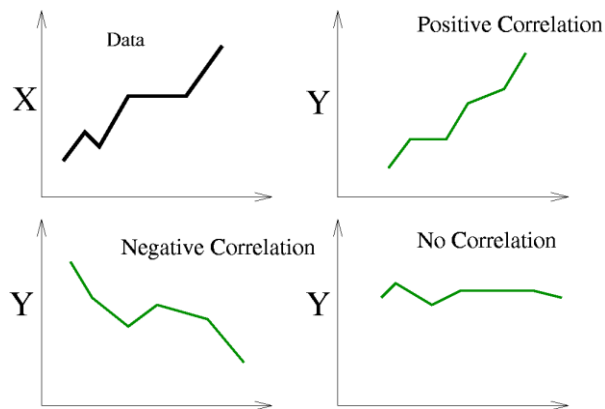 Data
X
Positive Correlation
Y
Negative Correlation
Y
No Correlation
Y